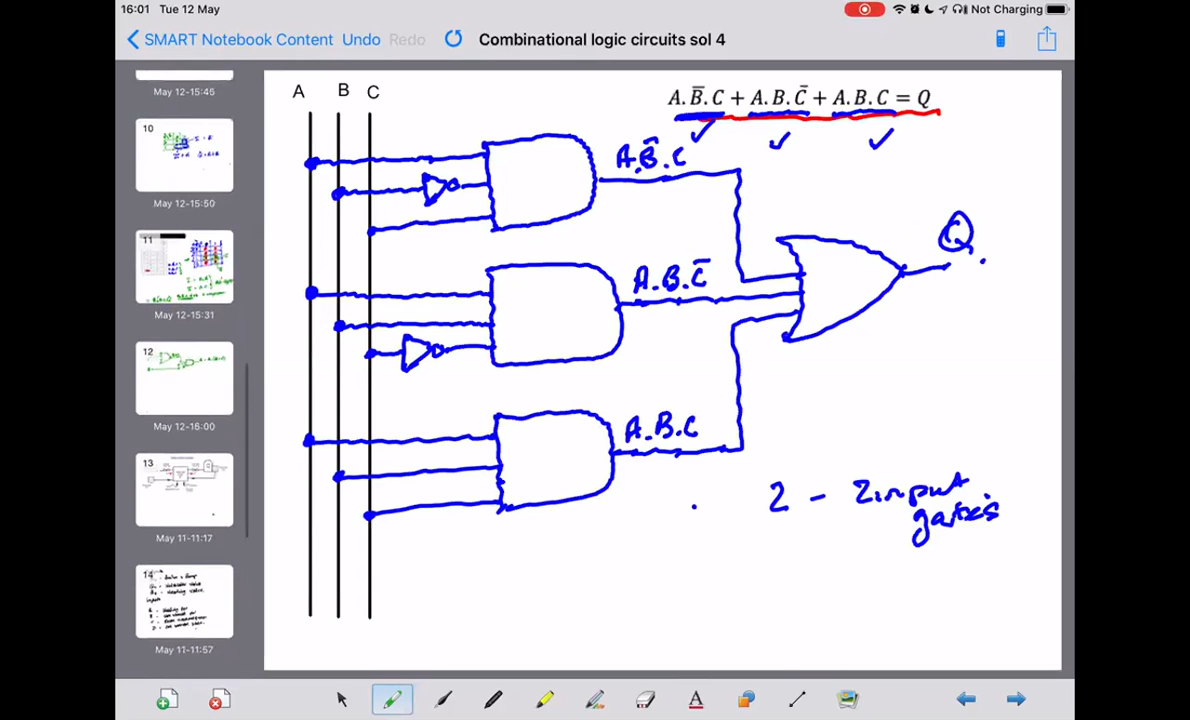 16:01 Tue 12 May
Not Charging
SMART Notebook Content Undo Redo
Combinational logic circuits sol 4
May 12-15:45
10
May 12-15:50
11
May 12-15:31
12
May 12-16:00
13
May 11-11:17
14
May 11-11:57
A B C
A.B̄.C + A.B.C̄ + A.B.C = Q
A.B̄.C
A.B.C̄
A.B.C
Q
2 - 2input
gates